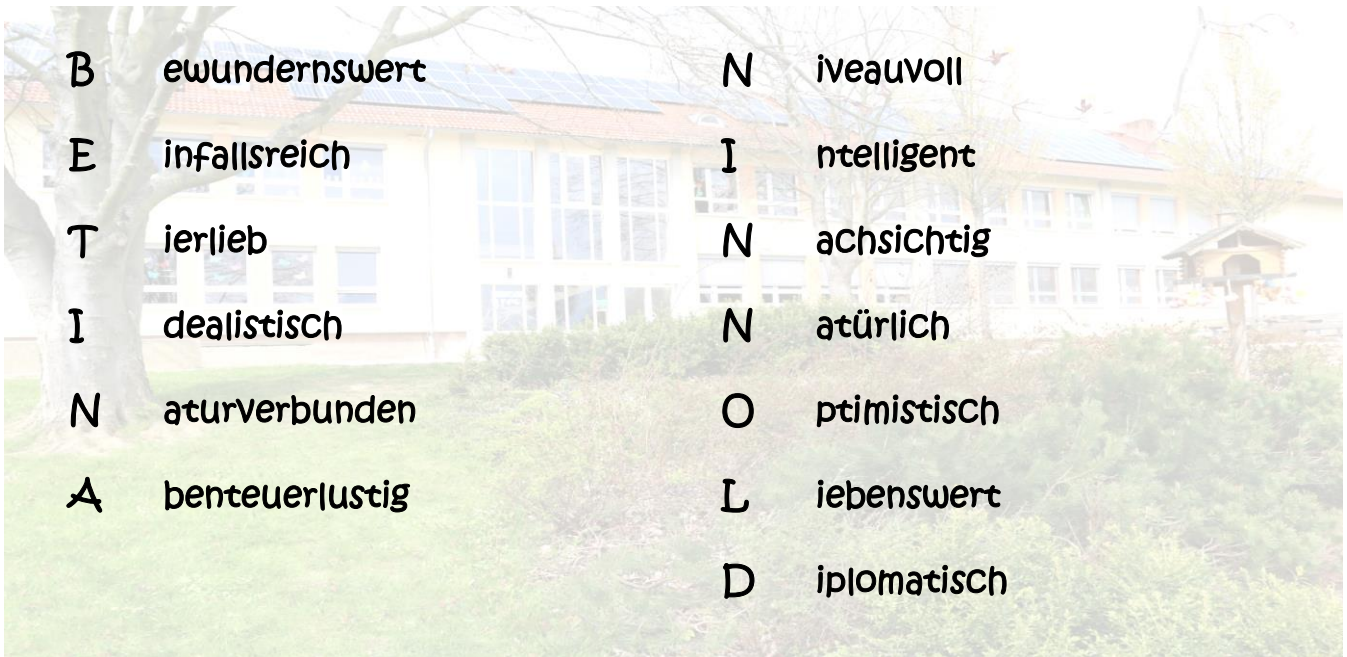 B ewundernswert
E infallsreich
T ierlieb
I dealistisch
N aturverbunden
A benteuerlustig
N iveauvoll
I ntelligent
N achsichtig
N atürlich
O ptimistisch
L iebenswert
D iplomatisch